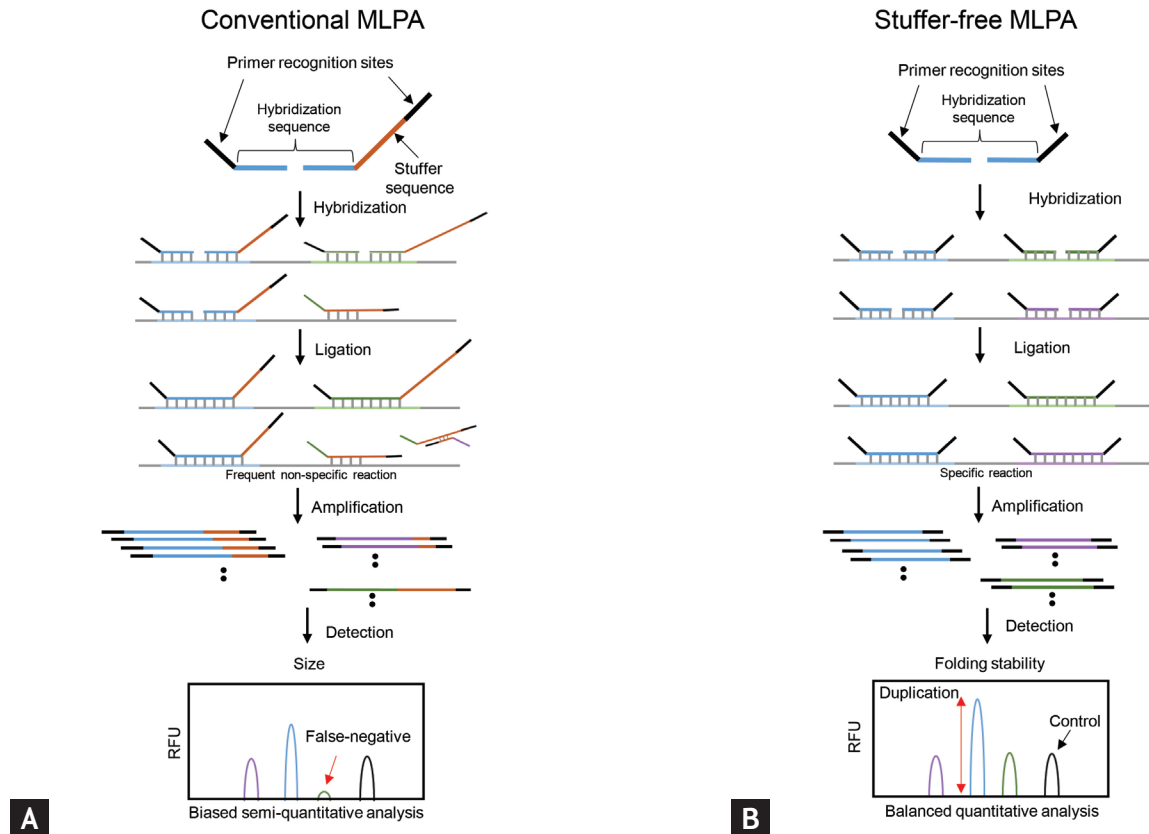 Conventional MLPA
Primer recognition sites
Hybridization
sequence
Stuffer
sequence
Hybridization
Ligation
Frequent non-specific reaction
Amplification
Detection
Size
RFU
False-negative
Biased semi-quantitative analysis
A
Stuffer-free MLPA
Primer recognition sites
Hybridization
sequence
Hybridization
Ligation
Specific reaction
Amplification
Detection
Folding stability
RFU
Duplication
Control
Balanced quantitative analysis
B